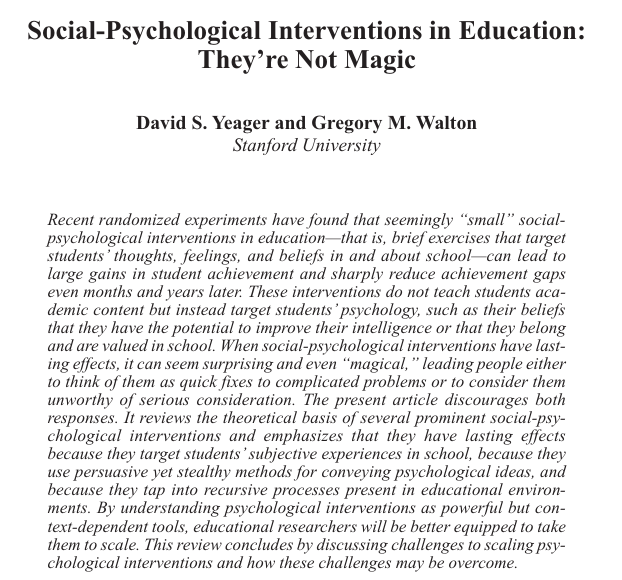 Social-Psychological Interventions in Education:
They’re Not Magic
David S. Yeager and Gregory M. Walton
Stanford University
Recent randomized experiments have found that seemingly “small” social-
psychological interventions in education—that is, brief exercises that target
students’ thoughts, feelings, and beliefs in and about school—can lead to
large gains in student achievement and sharply reduce achievement gaps
even months and years later. These interventions do not teach students aca-
demic content but instead target students’ psychology, such as their beliefs
that they have the potential to improve their intelligence or that they belong
and are valued in school. When social-psychological interventions have last-
ing effects, it can seem surprising and even “magical,” leading people either
to think of them as quick fixes to complicated problems or to consider them
unworthy of serious consideration. The present article discourages both
responses. It reviews the theoretical basis of several prominent social-psy-
chological interventions and emphasizes that they have lasting effects
because they target students’ subjective experiences in school, because they
use persuasive yet stealthy methods for conveying psychological ideas, and
because they tap into recursive processes present in educational environ-
ments. By understanding psychological interventions as powerful but con-
text-dependent tools, educational researchers will be better equipped to take
them to scale. This review concludes by discussing challenges to scaling psy-
chological interventions and how these challenges may be overcome.